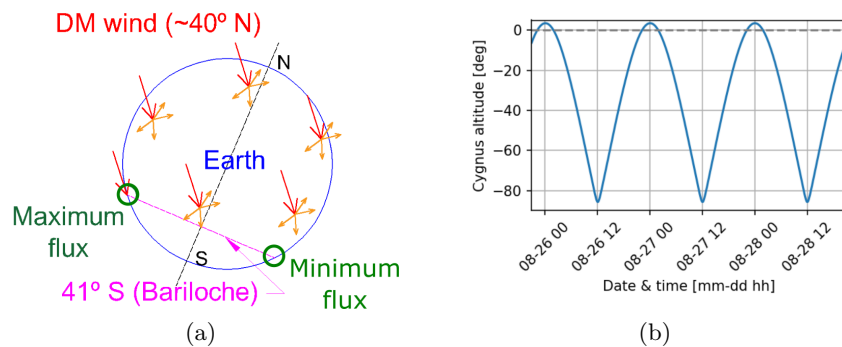 DM wind (~40º N)
N
Earth
Maximum
flux
S
Minimum
flux
41º S (Bariloche)
(a)
Cygnus altitude [deg]
0
−20
−40
−60
−80
08-26 00
08-26 12
08-27 00
08-27 12
08-28 00
08-28 12
Date & time [mm-dd hh]
(b)